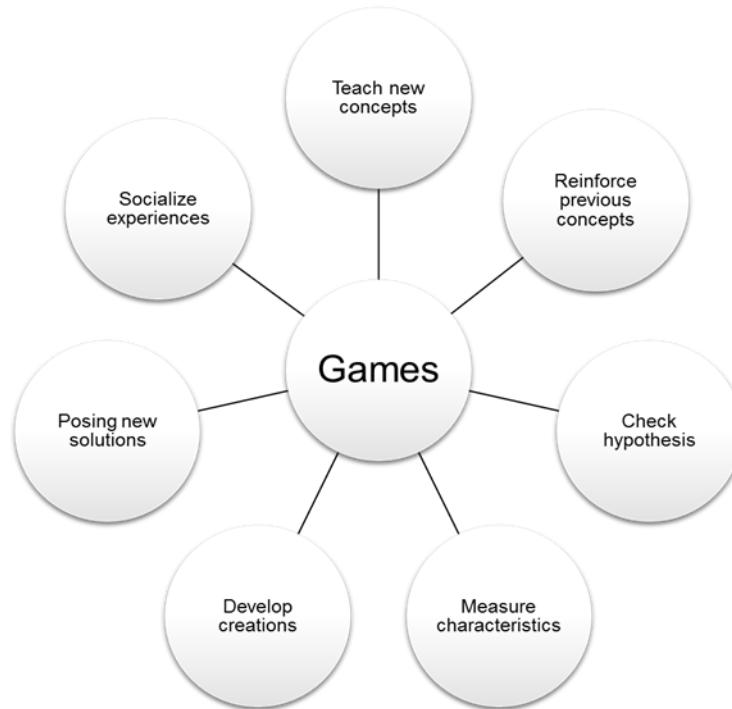 Teach new
concepts
Reinforce
previous
concepts
Check
hypothesis
Measure
characteristics
Develop
creations
Posing new
solutions
Socialize
experiences
Games